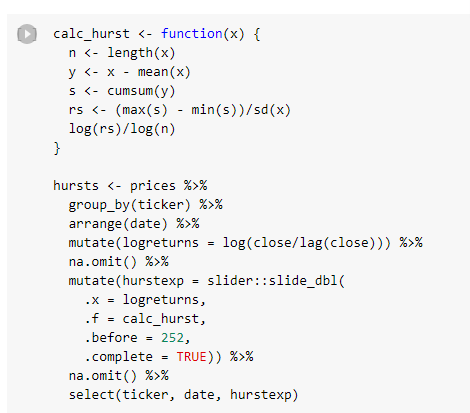 calc_hurst <- function(x) {
  n <- length(x)
  y <- x - mean(x)
  s <- cumsum(y)
  rs <- (max(s) - min(s))/sd(x)
  log(rs)/log(n)
}

hursts <- prices %>%
  group_by(ticker) %>%
  arrange(date) %>%
  mutate(logreturns = log(close/lag(close))) %>%
  na.omit() %>%
  mutate(hurstexp = slider::slide_dbl(
    .x = logreturns,
    .f = calc_hurst,
    .before = 252,
    .complete = TRUE)) %>%
  na.omit() %>%
  select(ticker, date, hurstexp)